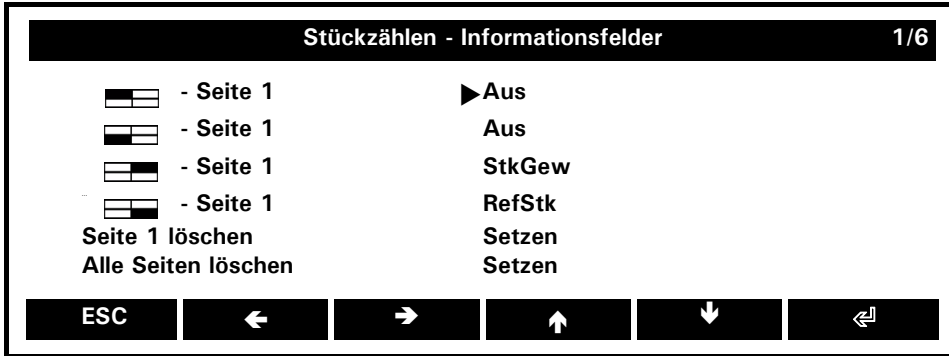 Stückzählen - Informationsfelder 1/6
- Seite 1 ▶Aus
- Seite 1 Aus
- Seite 1 StkGew
- Seite 1 RefStk
Seite 1 löschen Setzen
Alle Seiten löschen Setzen
ESC